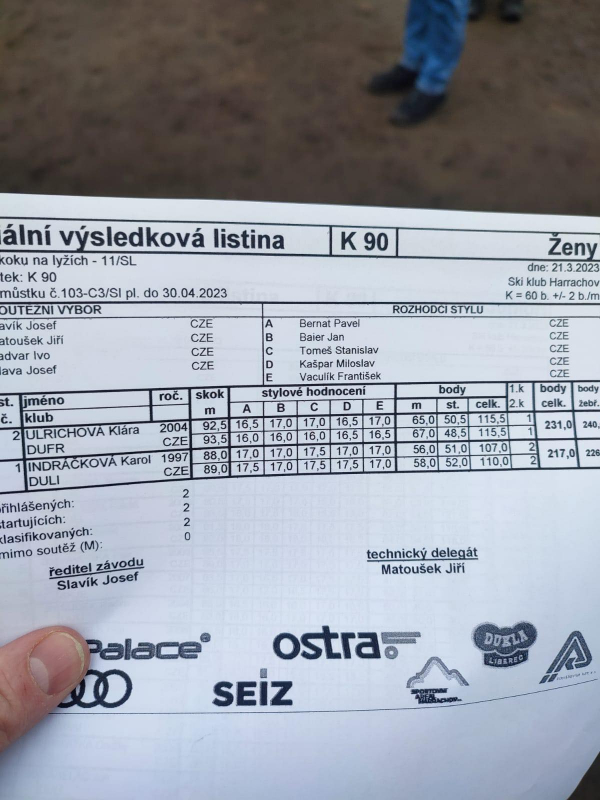 ální výsledková listina K 90 Ženy
koku na lyžích - 11/SL dne: 21.3.2023
tek: K 90 Ski klub Harrachov
můstku č.103-C3/Sl pl. do 30.04.2023 K = 60 b. +/- 2 b./m
OUTĚŽNÍ VÝBOR ROZHODČÍ STYLU
lavík Josef CZE A Bernat Pavel CZE
atoušek Jiří CZE B Baier Jan CZE
advar Ivo CZE C Tomeš Stanislav CZE
lava Josef CZE D Kašpar Miloslav CZE
E Vaculík František CZE
st. jméno roč. skok stylové hodnocení body 1.k body body
č. klub m A B C D E m st. celk. 2.k celk. žebř.
2 ULRICHOVÁ Klára 2004 92,5 16,5 17,0 17,0 16,5 17,0 65,0 50,5 115,5 1 231,0 240,
DUFR CZE 93,5 16,0 16,0 16,0 16,5 16,5 67,0 48,5 115,5 1
1 INDRÁČKOVÁ Karol 1997 88,0 17,0 17,0 17,5 17,0 17,0 56,0 51,0 107,0 2 217,0 226
DULI CZE 89,0 17,5 17,0 17,5 17,5 17,0 58,0 52,0 110,0 2
přihlášených: 2
startujících: 2
klasifikovaných: 2
mimo soutěž (M): 0
ředitel závodu technický delegát
Slavík Josef Matoušek Jiří
Palace ostra DUKLA
LIBEREC
SEIZ SPORTOVNÍ
AREÁL
HARRACHOV